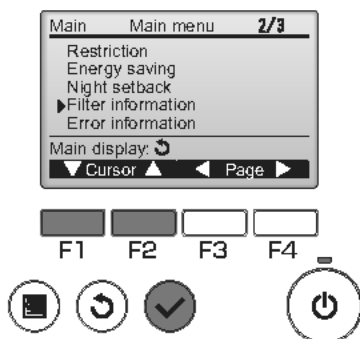 Main Main menu 2/3
Restriction
Energy saving
Night setback
Filter information
Error information
Main display:
Cursor Page
F1 F2 F3 F4